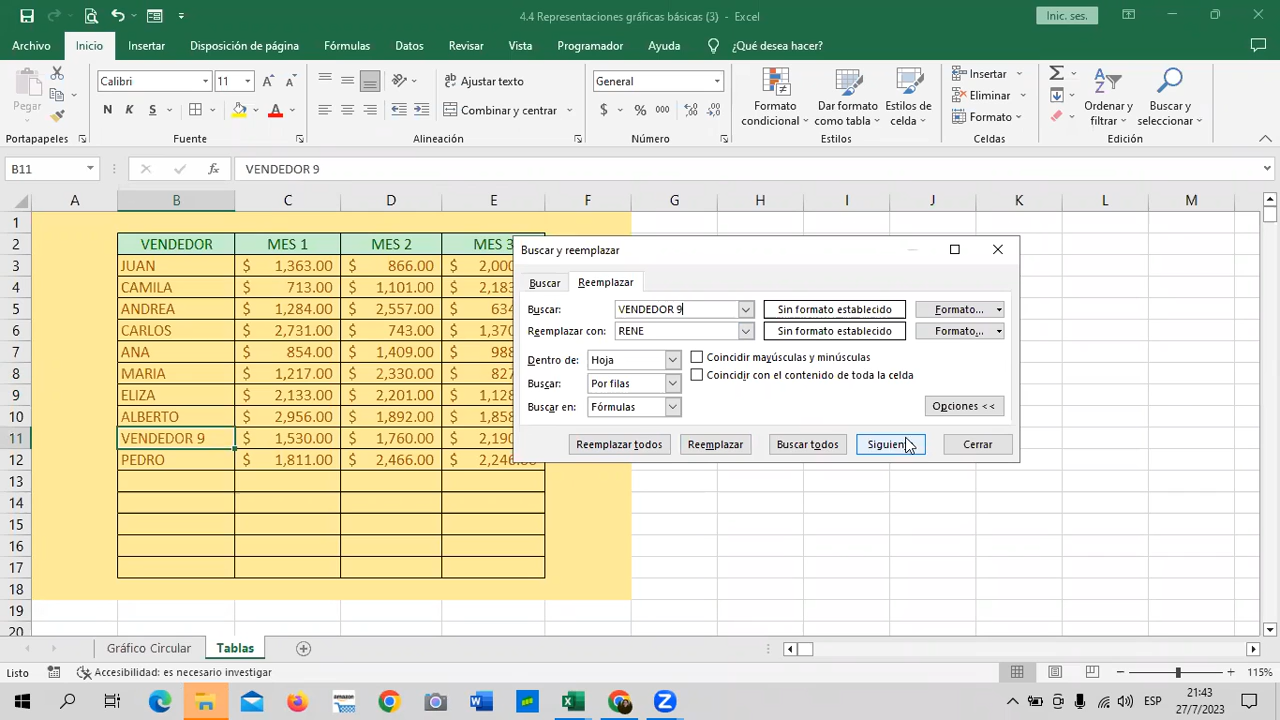 4.4 Representaciones gráficas básicas (3) - Excel
Inic. ses.
Archivo Inicio Insertar Disposición de página Fórmulas Datos Revisar Vista Programador Ayuda ¿Qué desea hacer?
Pegar
Calibri 11
N K S
Ajustar texto
Combinar y centrar
General
$ % 000
Formato condicional
Dar formato como tabla
Estilos de celda
Insertar
Eliminar
Formato
Ordenar y filtrar
Buscar y seleccionar
Portapapeles Fuente Alineación Número Estilos Celdas Edición
B11 fx VENDEDOR 9
A B C D E F G H I J K L M
1
2 VENDEDOR MES 1 MES 2 MES 3
3 JUAN $ 1,363.00 $ 866.00 $ 2,000
4 CAMILA $ 713.00 $ 1,101.00 $ 2,183
5 ANDREA $ 1,284.00 $ 2,557.00 $ 634
6 CARLOS $ 2,731.00 $ 743.00 $ 1,370
7 ANA $ 854.00 $ 1,409.00 $ 988
8 MARIA $ 1,217.00 $ 2,330.00 $ 827
9 ELIZA $ 2,133.00 $ 2,201.00 $ 1,128
10 ALBERTO $ 2,956.00 $ 1,892.00 $ 1,858
11 VENDEDOR 9 $ 1,530.00 $ 1,760.00 $ 2,190
12 PEDRO $ 1,811.00 $ 2,466.00 $ 2,246.00
13
14
15
16
17
18
19
20
Buscar y reemplazar
Buscar Reemplazar
Buscar: VENDEDOR 9 Sin formato establecido Formato...
Reemplazar con: RENE Sin formato establecido Formato...
Dentro de: Hoja Coincidir mayúsculas y minúsculas
Coincidir con el contenido de toda la celda
Buscar: Por filas
Buscar en: Fórmulas Opciones <<
Reemplazar todos Reemplazar Buscar todos Siguiente Cerrar
Gráfico Circular Tablas
Listo Accesibilidad: es necesario investigar 115%
amazon
ESP
21:43
27/7/2023